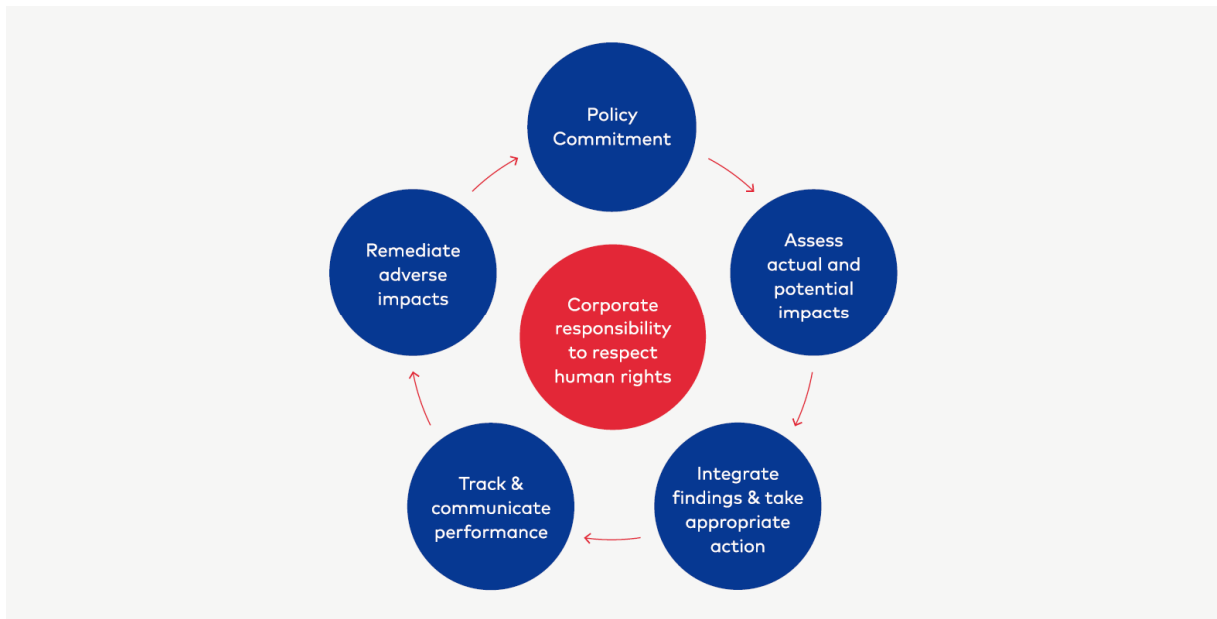 Policy
Commitment
Assess
actual and
potential
impacts
Integrate
findings & take
appropriate
action
Track &
communicate
performance
Remediate
adverse
impacts
Corporate
responsibility
to respect
human rights